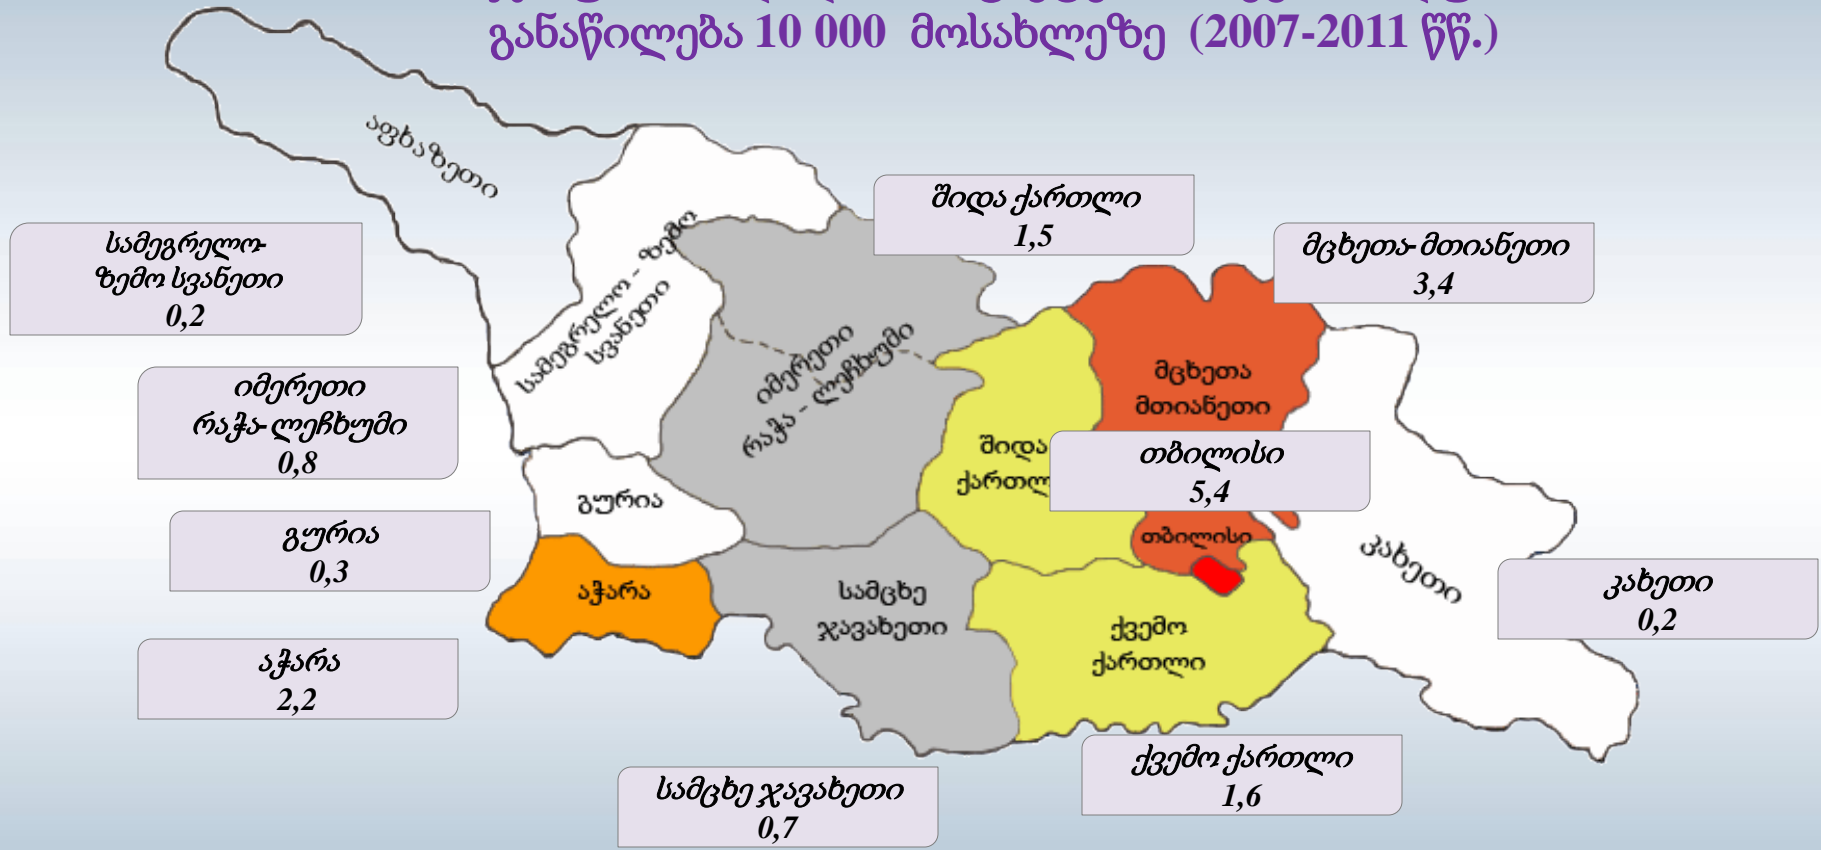 განაწილება 10 000 მოსახლეზე (2007-2011 წწ.)
აფხაზეთი
შიდა ქართლი
1,5
სამეგრელო-
ზემო სვანეთი
0,2
მცხეთა-მთიანეთი
3,4
სამეგრელო - ზემო
სვანეთი
იმერეთი
რაჭა - ლეჩხუმი
მცხეთა
მთიანეთი
იმერეთი
რაჭა-ლეჩხუმი
0,8
შიდა
თბილისი
5,4
გურია
გურია
0,3
თბილისი
კახეთი
აჭარა
სამცხე
ჯავახეთი
კახეთი
0,2
ქვემო
ქართლი
აჭარა
2,2
ქვემო ქართლი
1,6
სამცხე ჯავახეთი
0,7